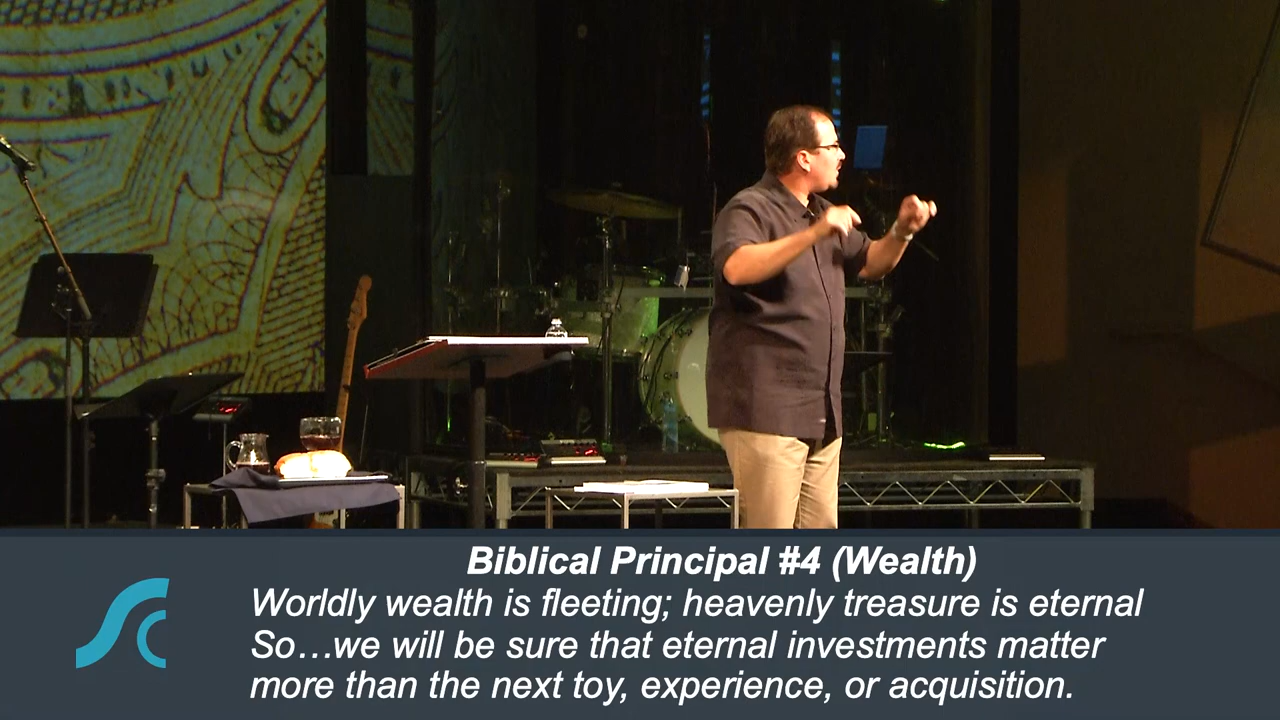 Biblical Principal #4 (Wealth)
Worldly wealth is fleeting; heavenly treasure is eternal
So…we will be sure that eternal investments matter
more than the next toy, experience, or acquisition.